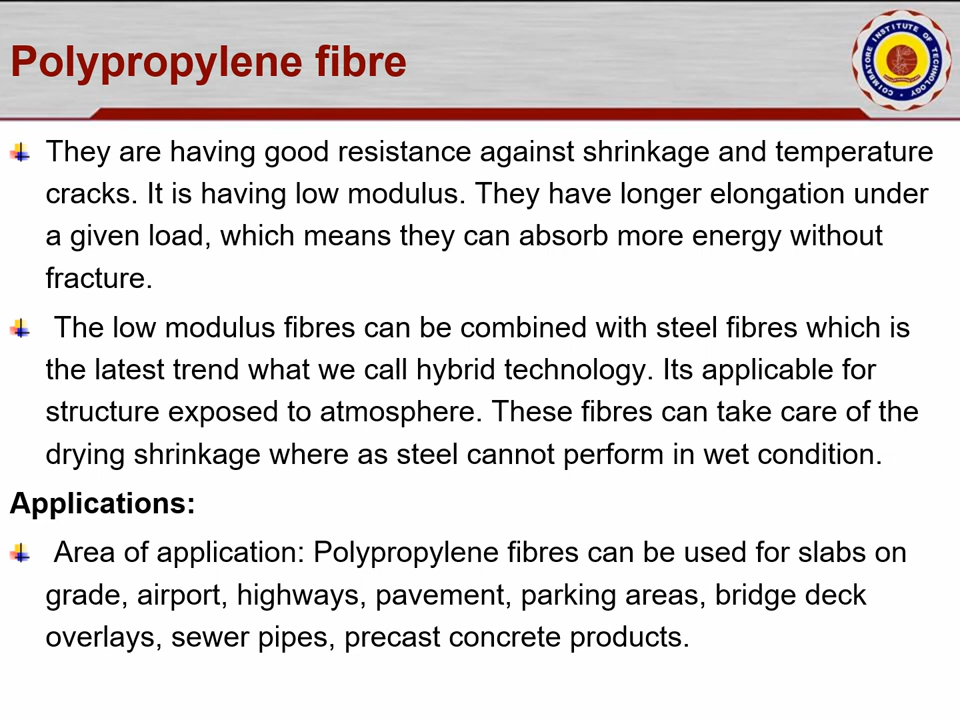 Polypropylene fibre
COIMBATORE INSTITUTE OF TECHNOLOGY
They are having good resistance against shrinkage and temperature
cracks. It is having low modulus. They have longer elongation under
a given load, which means they can absorb more energy without
fracture.
The low modulus fibres can be combined with steel fibres which is
the latest trend what we call hybrid technology. Its applicable for
structure exposed to atmosphere. These fibres can take care of the
drying shrinkage where as steel cannot perform in wet condition.
Applications:
Area of application: Polypropylene fibres can be used for slabs on
grade, airport, highways, pavement, parking areas, bridge deck
overlays, sewer pipes, precast concrete products.